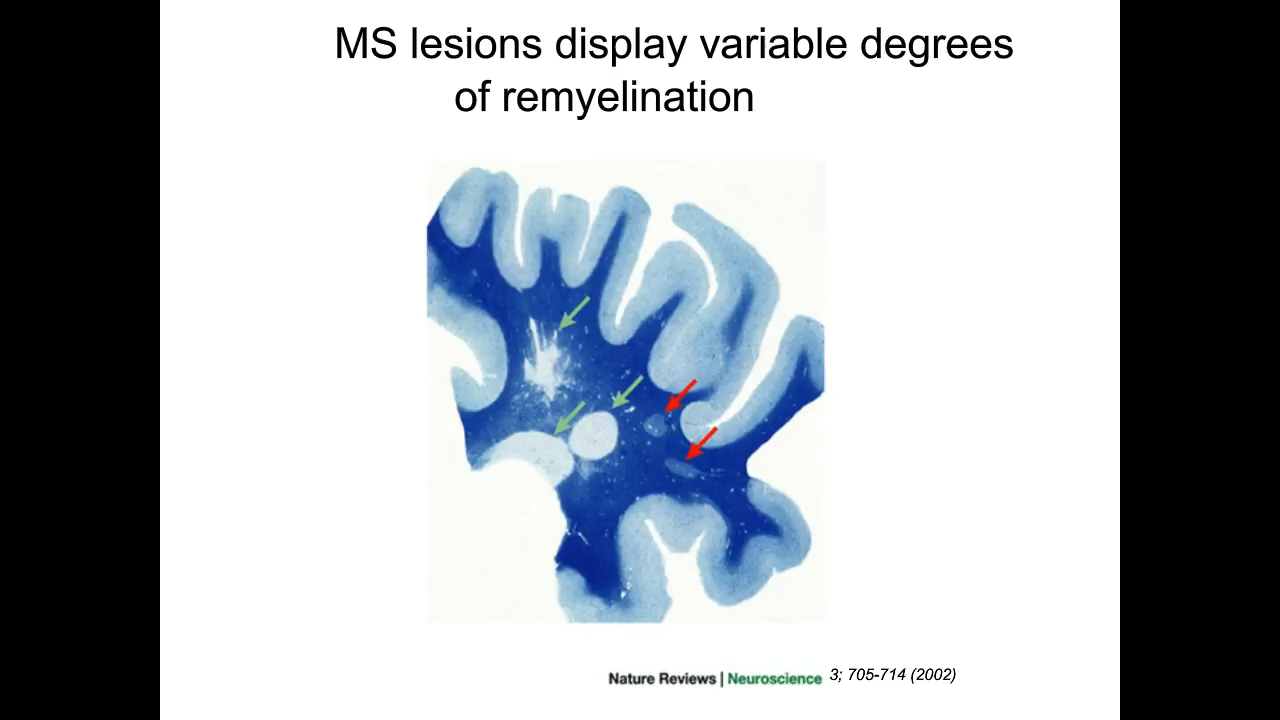 MS lesions display variable degrees
of remyelination
Nature Reviews | Neuroscience 3; 705-714 (2002)